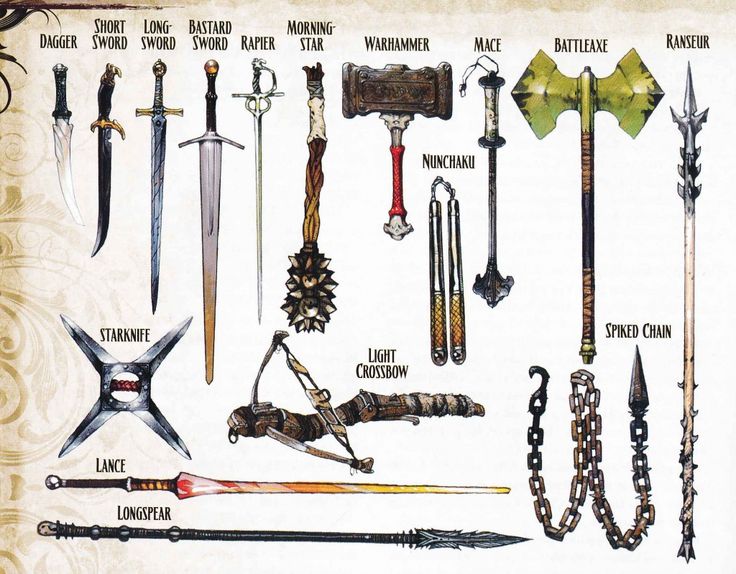 DAGGER
SHORT
SWORD
LONG-
SWORD
BASTARD
SWORD
RAPIER
MORNING-
STAR
WARHAMMER
MACE
BATTLEAXE
RANSEUR
NUNCHAKU
STARKNIFE
LIGHT
CROSSBOW
SPIKED CHAIN
LANCE
LONGSPEAR